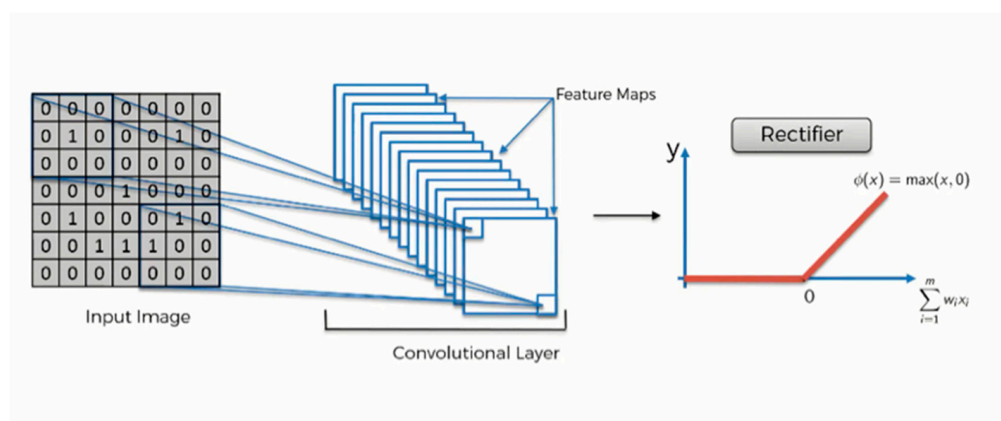 0 0 0 0 0 0 0
0 1 0 0 0 1 0
0 0 0 0 0 0 0
0 0 0 1 0 0 0
0 1 0 0 0 1 0
0 0 1 1 1 0 0
0 0 0 0 0 0 0
Input Image
Feature Maps
Convolutional Layer
Rectifier
y
ϕ(x) = max(x, 0)
0
m
∑ wᵢxᵢ
i=1